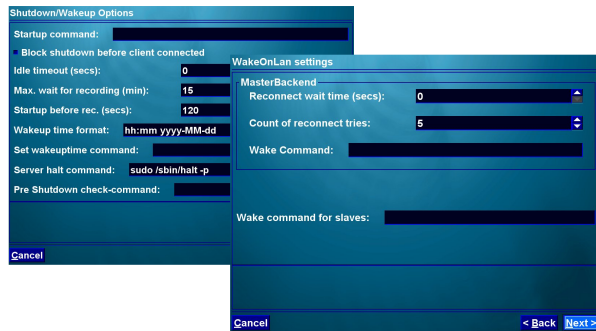 Shutdown/Wakeup Options
Startup command:
Block shutdown before client connected
Idle timeout (secs): 0
Max. wait for recording (min): 15
Startup before rec. (secs): 120
Wakeup time format: hh:mm yyyy-MM-dd
Set wakeuptime command:
Server halt command: sudo /sbin/halt -p
Pre Shutdown check-command:
Cancel
WakeOnLan settings
MasterBackend
Reconnect wait time (secs): 0
Count of reconnect tries: 5
Wake Command:
Wake command for slaves:
Cancel
< Back Next >